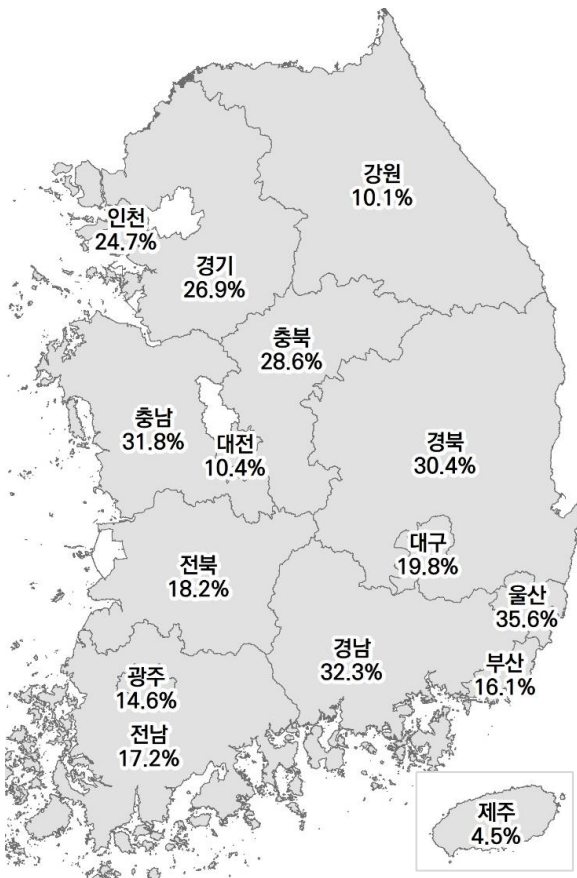 강원
10.1%
인천
24.7%
경기
26.9%
충북
28.6%
충남
31.8%
대전
10.4%
경북
30.4%
대구
19.8%
전북
18.2%
울산
35.6%
경남
32.3%
부산
16.1%
광주
14.6%
전남
17.2%
제주
4.5%